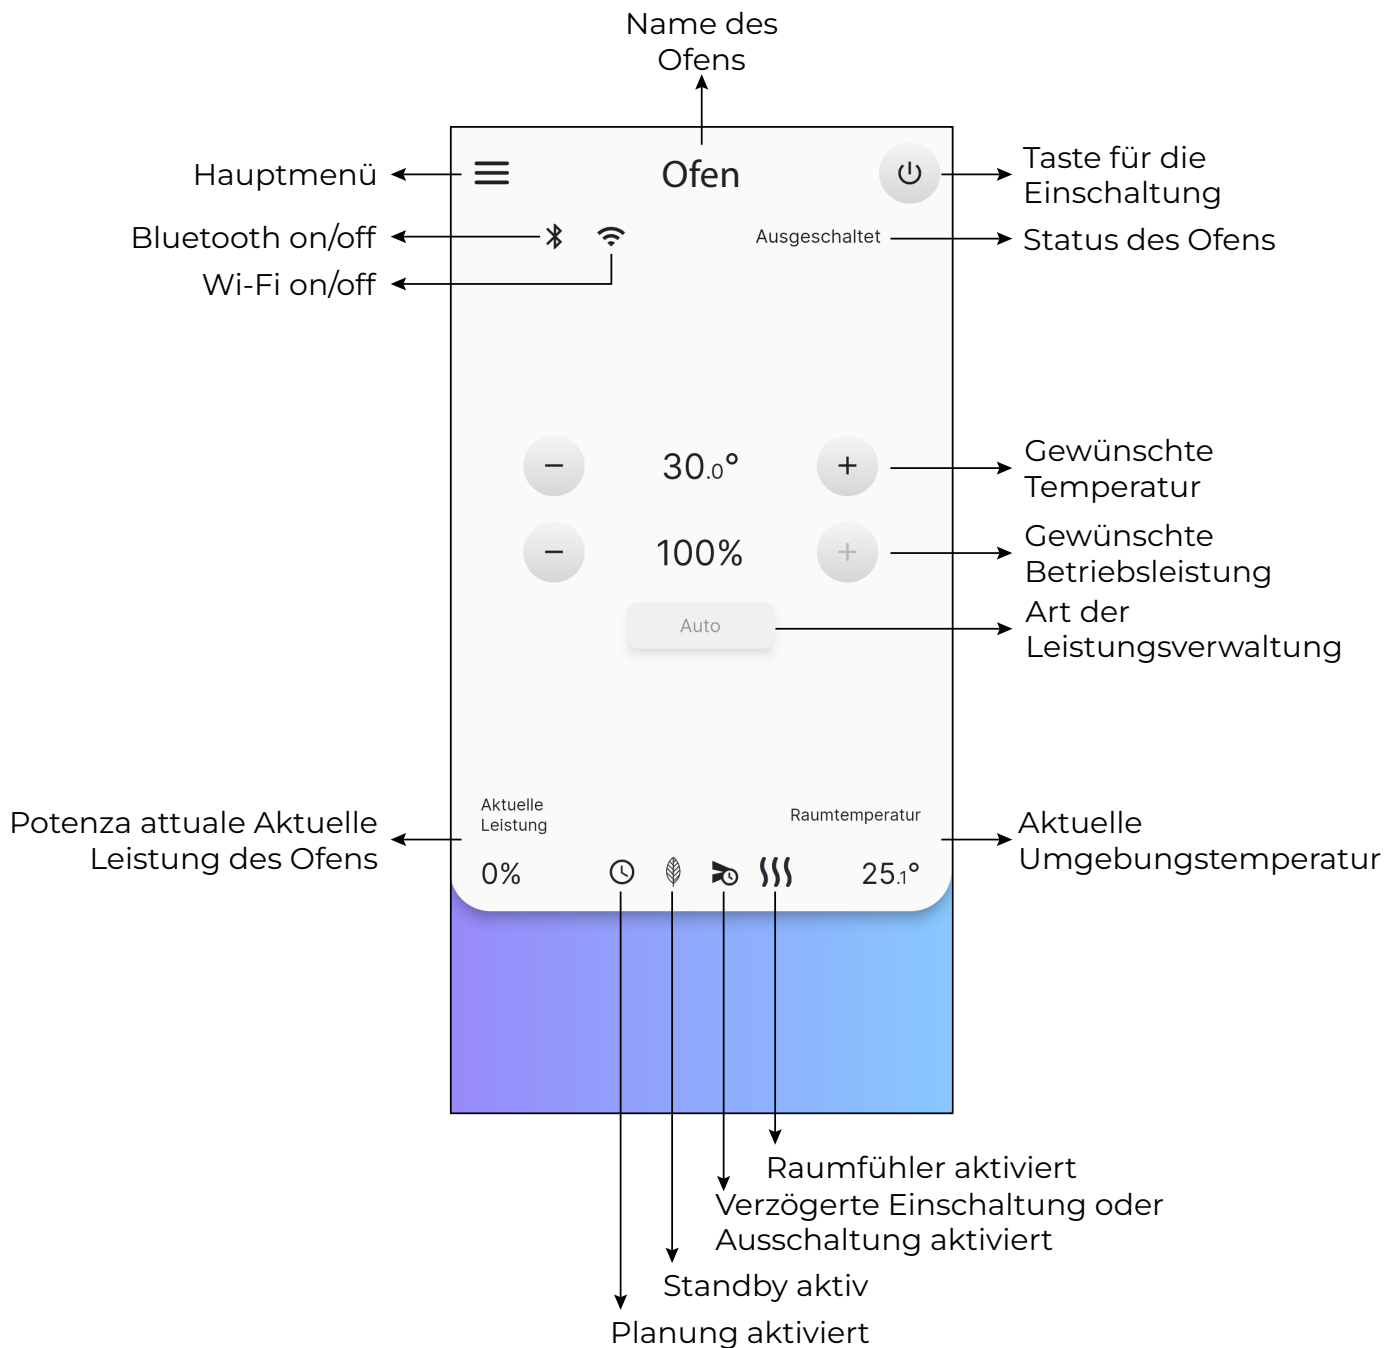 Name des
Ofens
Hauptmenü
Ofen
Taste für die
Einschaltung
Bluetooth on/off
Ausgeschaltet
Status des Ofens
Wi-Fi on/off
30.0°
Gewünschte
Temperatur
100%
Gewünschte
Betriebsleistung
Auto
Art der
Leistungsverwaltung
Aktuelle
Leistung
Raumtemperatur
Potenza attuale Aktuelle
Leistung des Ofens
Aktuelle
Umgebungstemperatur
0%
25.1°
Raumfühler aktiviert
Verzögerte Einschaltung oder
Ausschaltung aktiviert
Standby aktiv
Planung aktiviert